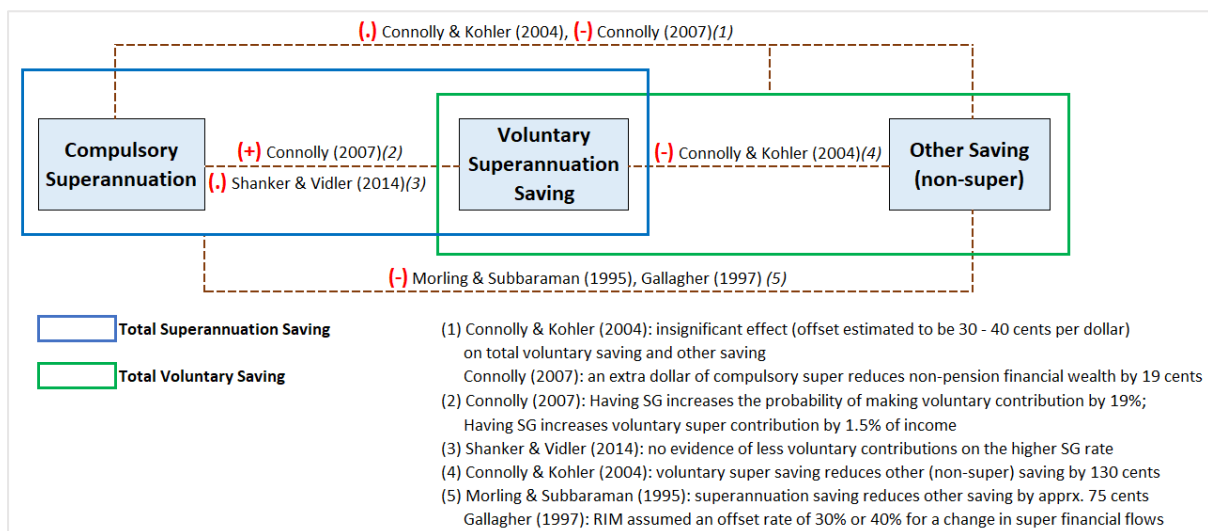 (.) Connolly & Kohler (2004), (-) Connolly (2007)(1)
Compulsory
Superannuation
(+) Connolly (2007)(2)
(.) Shanker & Vidler (2014)(3)
Voluntary
Superannuation
Saving
(-) Connolly & Kohler (2004)(4)
Other Saving
(non-super)
(-) Morling & Subbaraman (1995), Gallagher (1997) (5)
Total Superannuation Saving
Total Voluntary Saving
(1) Connolly & Kohler (2004): insignificant effect (offset estimated to be 30 - 40 cents per dollar)
on total voluntary saving and other saving
Connolly (2007): an extra dollar of compulsory super reduces non-pension financial wealth by 19 cents
(2) Connolly (2007): Having SG increases the probability of making voluntary contribution by 19%;
Having SG increases voluntary super contribution by 1.5% of income
(3) Shanker & Vidler (2014): no evidence of less voluntary contributions on the higher SG rate
(4) Connolly & Kohler (2004): voluntary super saving reduces other (non-super) saving by 130 cents
(5) Morling & Subbaraman (1995): superannuation saving reduces other saving by apprx. 75 cents
Gallagher (1997): RIM assumed an offset rate of 30% or 40% for a change in super financial flows